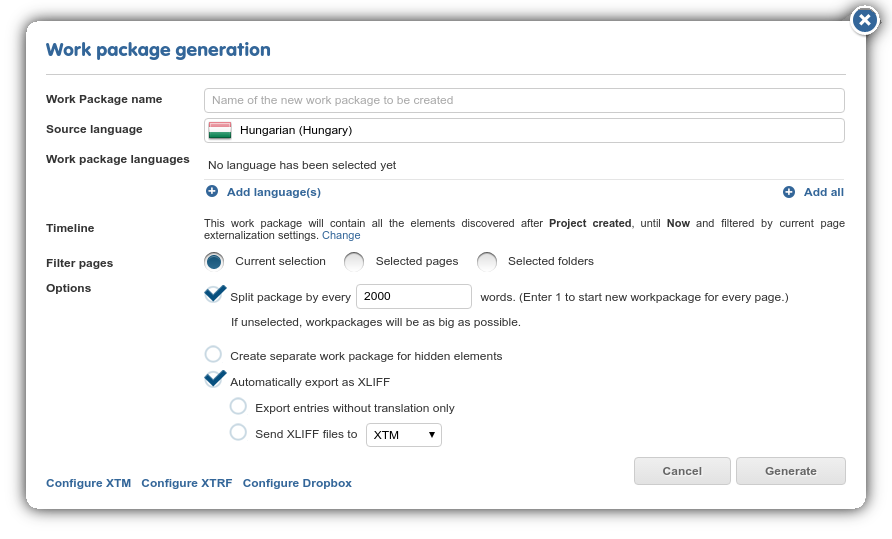 Work package generation
Work Package name
Name of the new work package to be created
Source language
Hungarian (Hungary)
Work package languages
No language has been selected yet
Add language(s)
Add all
Timeline
This work package will contain all the elements discovered after Project created, until Now and filtered by current page
externalization settings. Change
Filter pages
Current selection
Selected pages
Selected folders
Options
Split package by every 2000 words. (Enter 1 to start new workpackage for every page.)
If unselected, workpackages will be as big as possible.
Create separate work package for hidden elements
Automatically export as XLIFF
Export entries without translation only
Send XLIFF files to XTM
Cancel
Generate
Configure XTM
Configure XTRF
Configure Dropbox